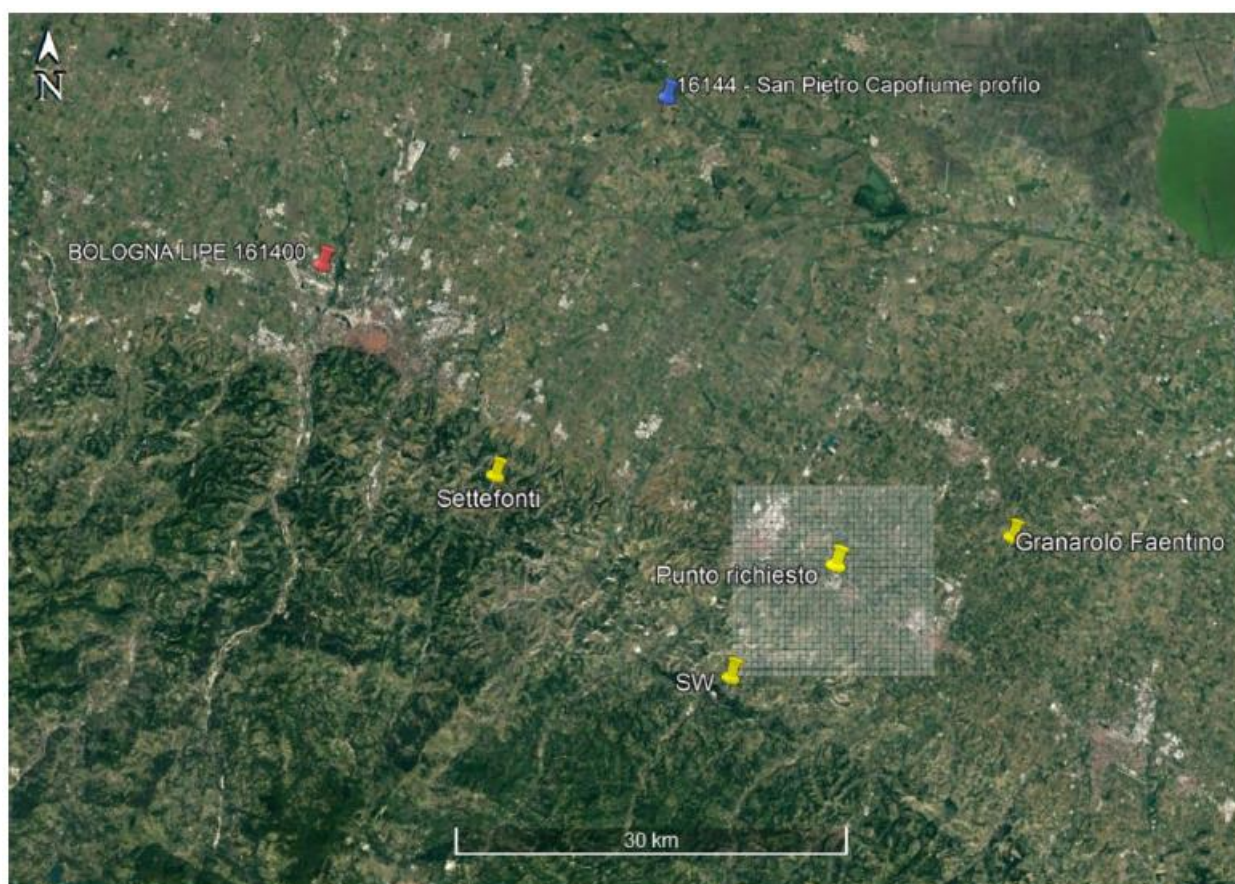 N
16144 - San Pietro Capofiume profilo
BOLOGNA LIPE 161400
Settefonti
Granarolo Faentino
Punto richiesto
SW
30 km